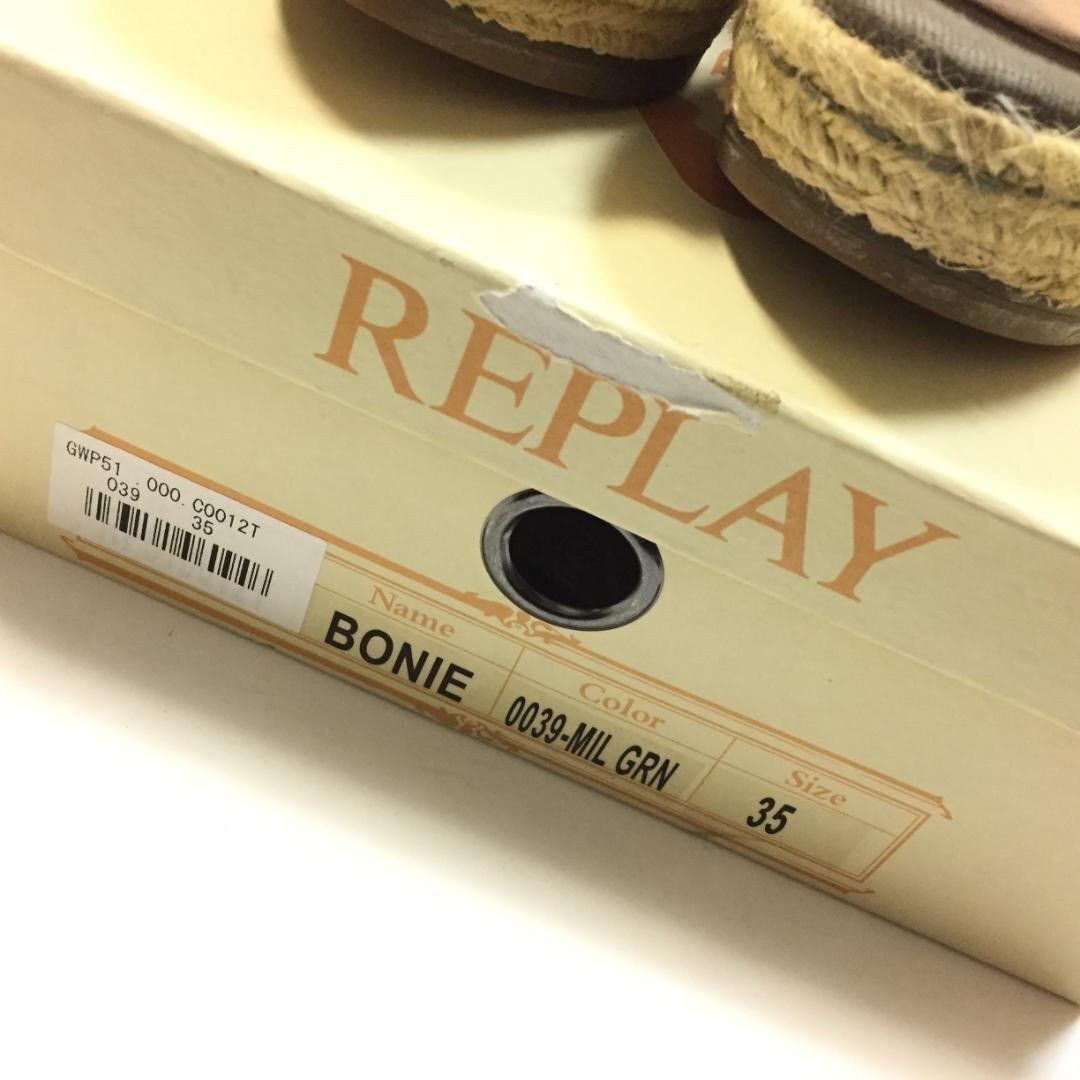 REPLAY
GWP51 .000.C0012T
039 35
Name
BONIE
Color
0039-MIL GRN
Size
35